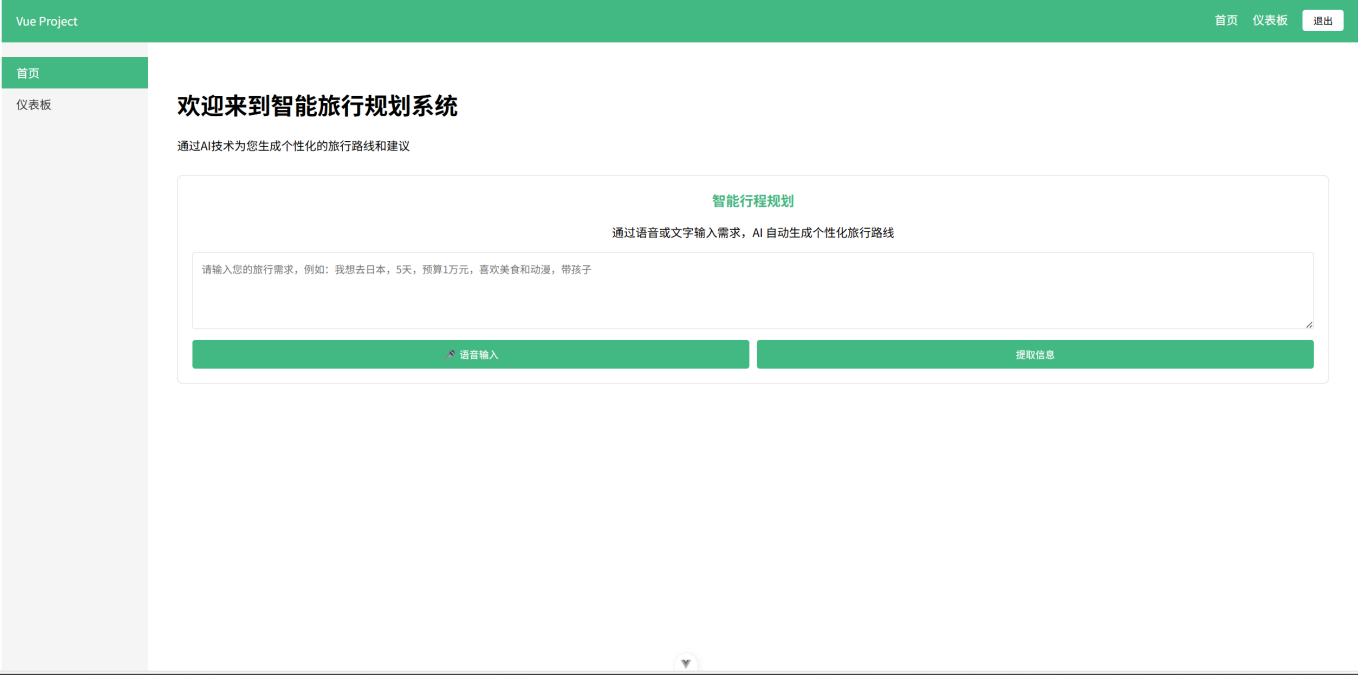 Vue Project
首页 仪表板 退出
首页
仪表板
欢迎来到智能旅行规划系统
通过AI技术为您生成个性化的旅行路线和建议
智能行程规划
通过语音或文字输入需求，AI 自动生成个性化旅行路线
请输入您的旅行需求，例如：我想去日本，5天，预算1万元，喜欢美食和动漫，带孩子
🎤 语音输入 提取信息